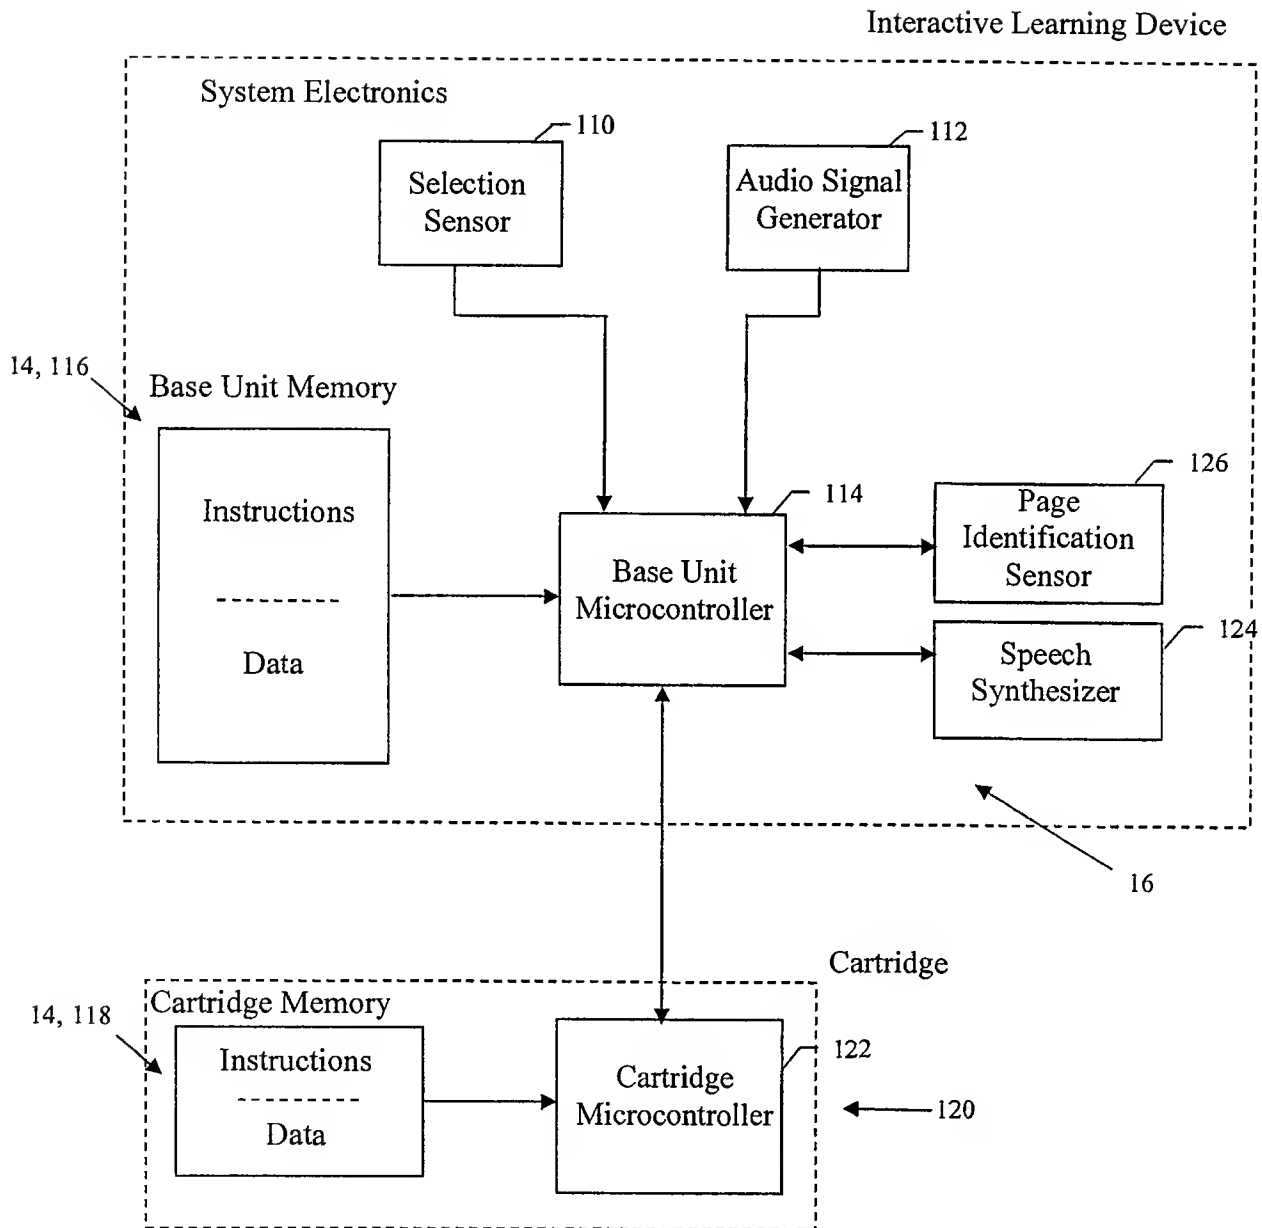 Interactive Learning Device
System Electronics
110
112
Selection
Sensor
Audio Signal
Generator
14, 116
Base Unit Memory
126
114
Instructions
Page
Identification
Sensor
Base Unit
Microcontroller
124
Data
Speech
Synthesizer
16
Cartridge
Cartridge Memory
14, 118
122
Instructions
Cartridge
Microcontroller
120
Data